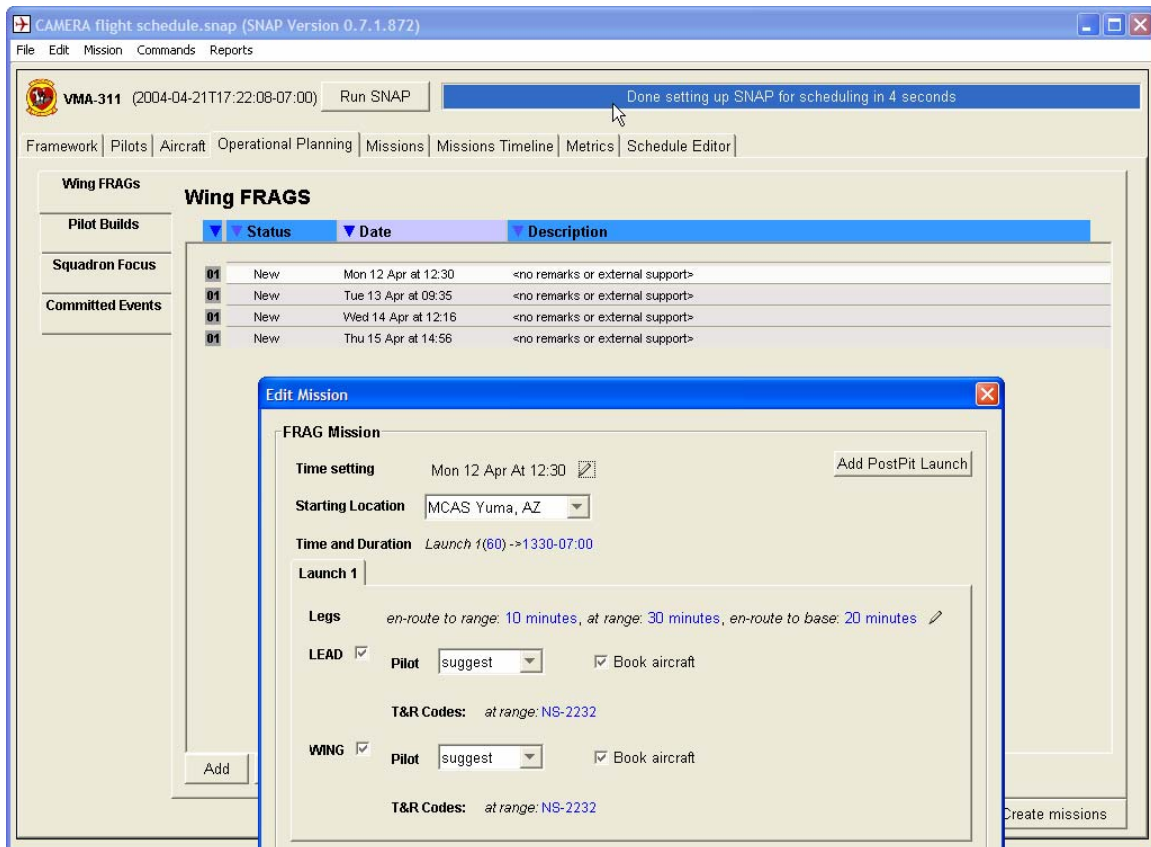 CAMERA flight schedule.snap (SNAP Version 0.7.1.872)
File Edit Mission Commands Reports
VMA-311 (2004-04-21T17:22:08-07:00) Run SNAP Done setting up SNAP for scheduling in 4 seconds
Framework Pilots Aircraft Operational Planning Missions Missions Timeline Metrics Schedule Editor
Wing FRAGs
Pilot Builds
Squadron Focus
Committed Events
Wing FRAGS
Status Date Description
01 New Mon 12 Apr at 12:30 <no remarks or external support>
01 New Tue 13 Apr at 09:35 <no remarks or external support>
01 New Wed 14 Apr at 12:16 <no remarks or external support>
01 New Thu 15 Apr at 14:56 <no remarks or external support>
Edit Mission
FRAG Mission
Time setting Mon 12 Apr At 12:30 Add PostPit Launch
Starting Location MCAS Yuma, AZ
Time and Duration Launch 1(60) ->1330-07:00
Launch 1
Legs en-route to range: 10 minutes, at range: 30 minutes, en-route to base: 20 minutes
LEAD Pilot suggest Book aircraft
T&R Codes: at range: NS-2232
WING Pilot suggest Book aircraft
T&R Codes: at range: NS-2232
Add
Create missions